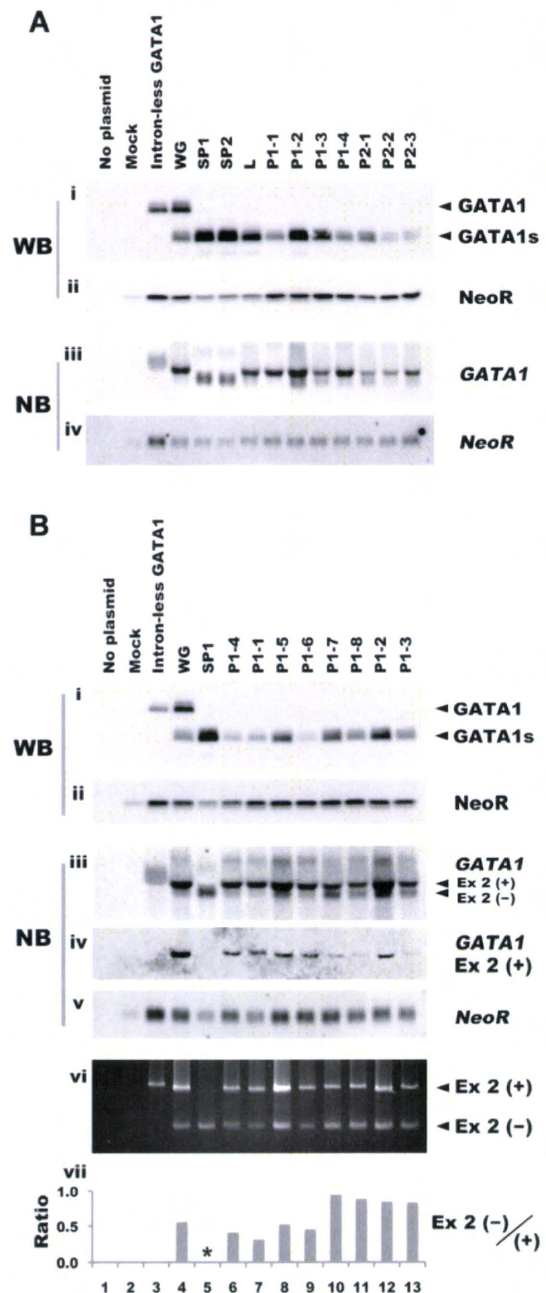 A
No plasmid
Mock
Intron-less GATA1
WG
SP1
SP2
L
P1-1
P1-2
P1-3
P1-4
P2-1
P2-2
P2-3
WB
i
GATA1
GATA1s
ii
NeoR
NB
iii
GATA1
iv
NeoR
B
No plasmid
Mock
Intron-less GATA1
WG
SP1
P1-4
P1-1
P1-5
P1-6
P1-7
P1-8
P1-2
P1-3
WB
i
GATA1
GATA1s
ii
NeoR
NB
iii
GATA1
Ex 2 (+)
Ex 2 (−)
iv
GATA1
Ex 2 (+)
v
NeoR
vi
Ex 2 (+)
Ex 2 (−)
vii
Ratio
1.0
0.5
0.0
*
Ex 2 (−)/(+)
1 2 3 4 5 6 7 8 9 10 11 12 13